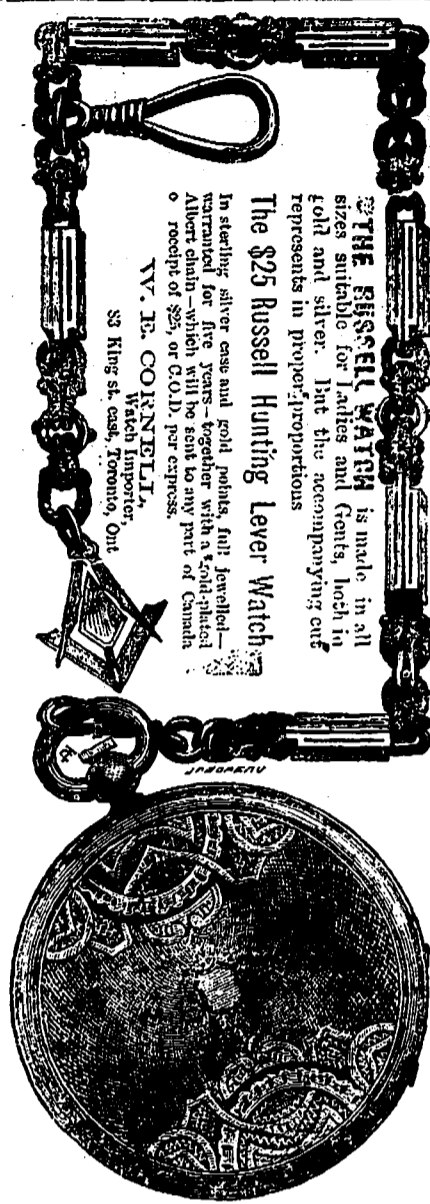 THE RUSSELL WATCH is made in all
sizes suitable for Ladies and Gents, both in
gold and silver. But the accompanying cut
represents in proper proportions
The $25 Russell Hunting Lever Watch
In sterling silver case and gold points, full jewelled—
warranted for five years—together with a gold-plated
Albert chain—which will be sent to any part of Canada
o receipt of $25, or C.O.D. per express.
W. E. CORNELL,
Watch Importer,
83 King st. east, Toronto, Ont